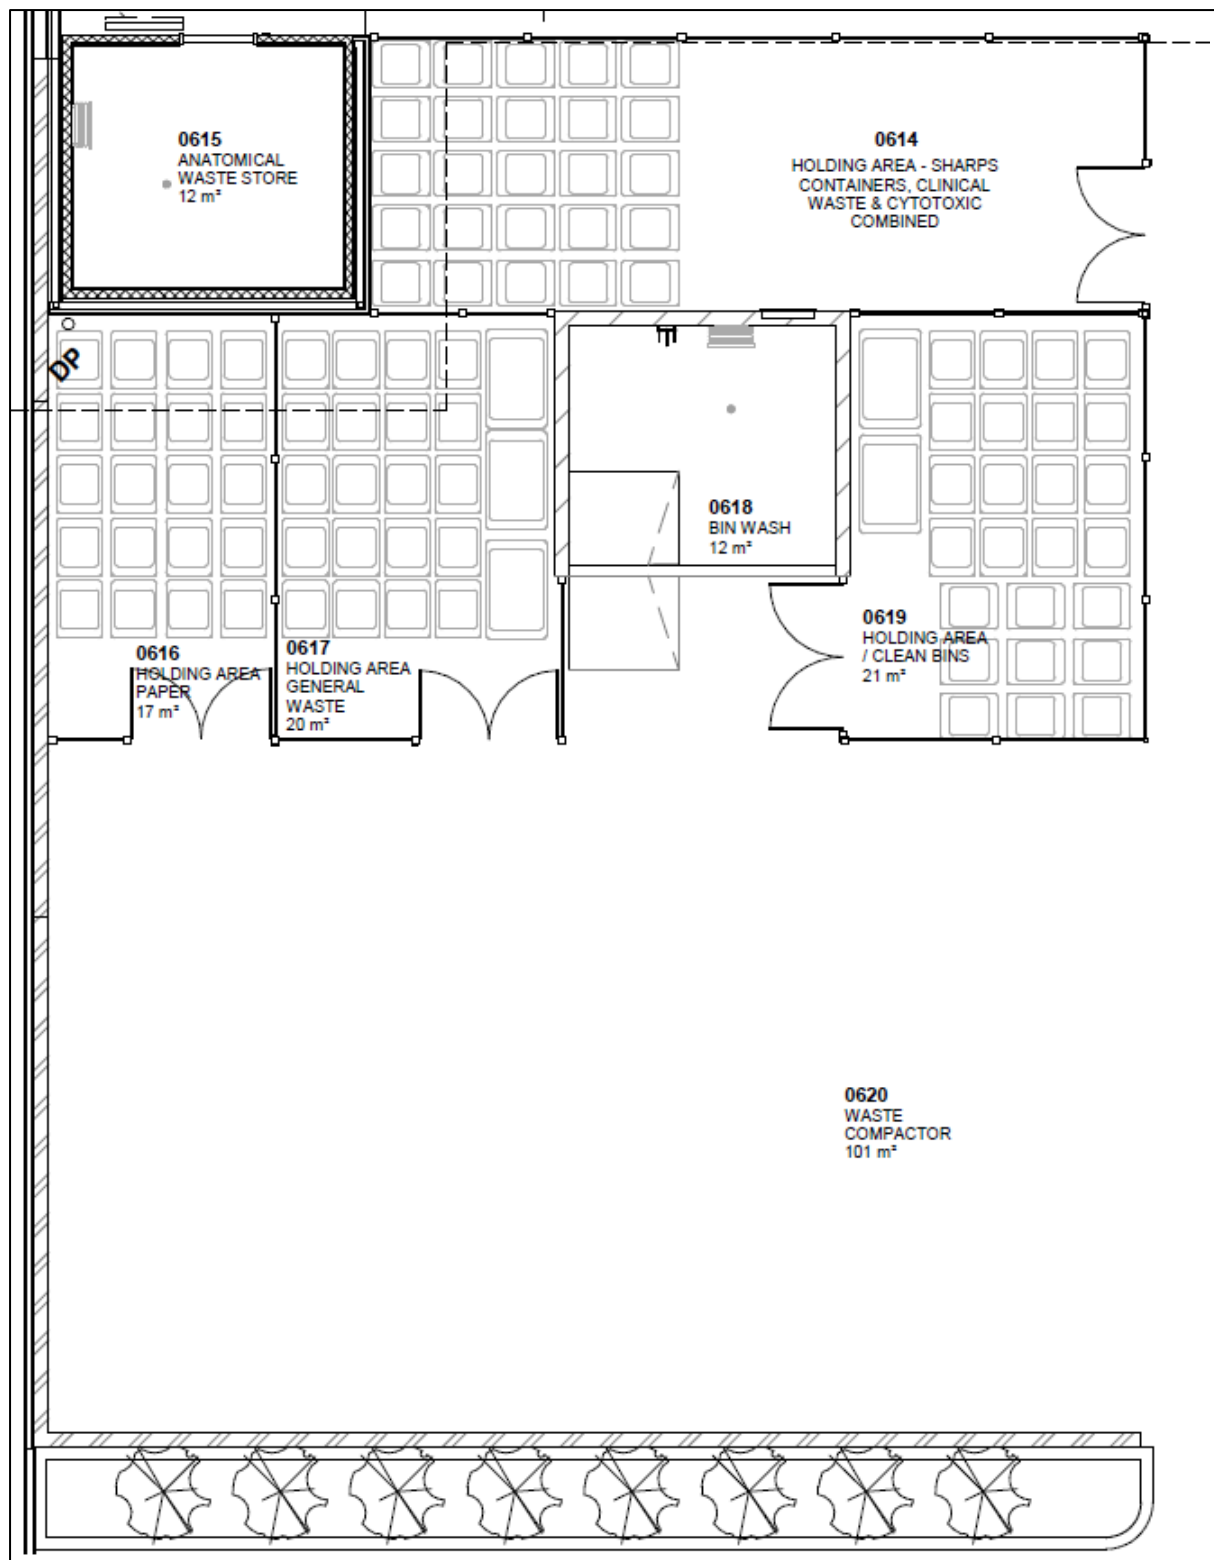 0615
ANATOMICAL
WASTE STORE
12 m²
0614
HOLDING AREA - SHARPS
CONTAINERS, CLINICAL
WASTE & CYTOTOXIC
COMBINED
DP
0618
BIN WASH
12 m²
0616
HOLDING AREA
PAPER
17 m²
0617
HOLDING AREA
GENERAL
WASTE
20 m²
0619
HOLDING AREA
/ CLEAN BINS
21 m²
0620
WASTE
COMPACTOR
101 m²